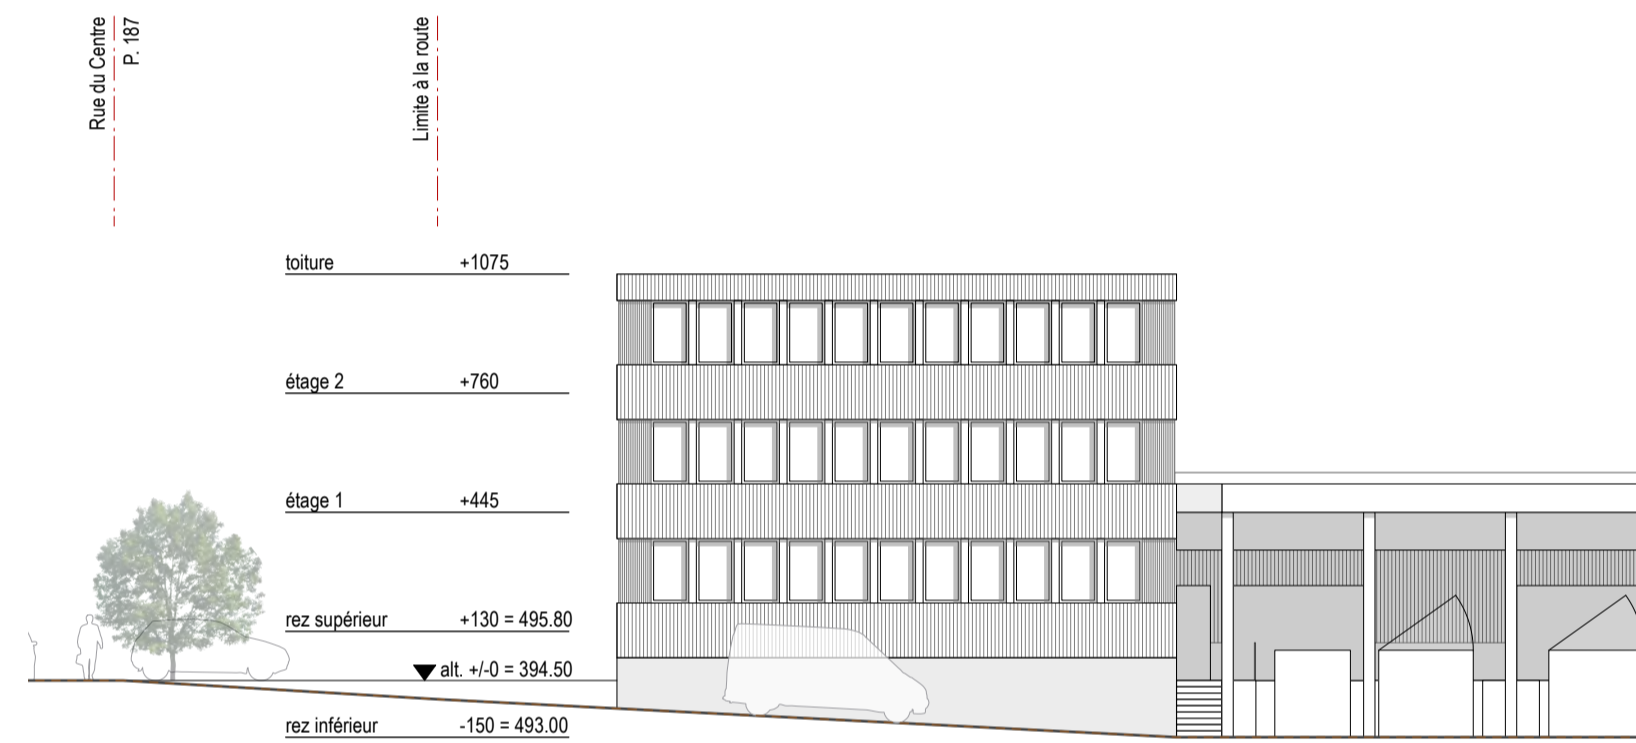 Rue du Centre
P. 187
Limite à la route
toiture +1075
étage 2 +760
étage 1 +445
rez supérieur +130 = 495.80
alt. +/-0 = 394.50
rez inférieur -150 = 493.00